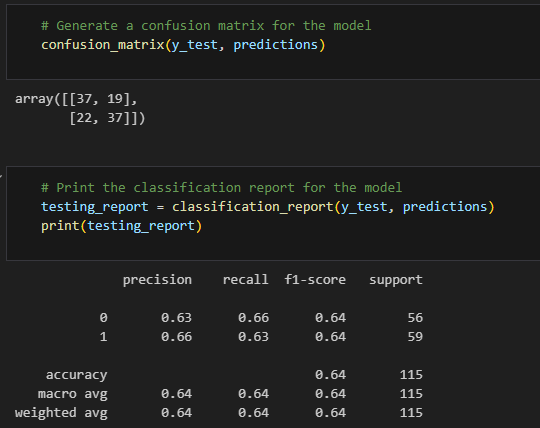 # Generate a confusion matrix for the model
confusion_matrix(y_test, predictions)
array([[37, 19],
       [22, 37]])
# Print the classification report for the model
testing_report = classification_report(y_test, predictions)
print(testing_report)
              precision    recall  f1-score   support
           0       0.63      0.66      0.64        56
           1       0.66      0.63      0.64        59
    accuracy                           0.64       115
   macro avg       0.64      0.64      0.64       115
weighted avg       0.64      0.64      0.64       115